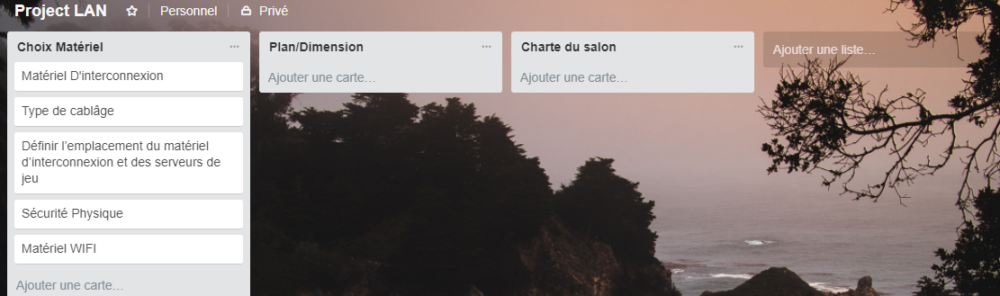 Project LAN Personnel Privé
Choix Matériel
Matériel D'interconnexion
Type de cablâge
Définir l'emplacement du matériel
d'interconnexion et des serveurs de
jeu
Sécurité Physique
Matériel WIFI
Ajouter une carte…
Plan/Dimension
Ajouter une carte…
Charte du salon
Ajouter une carte…
Ajouter une liste…